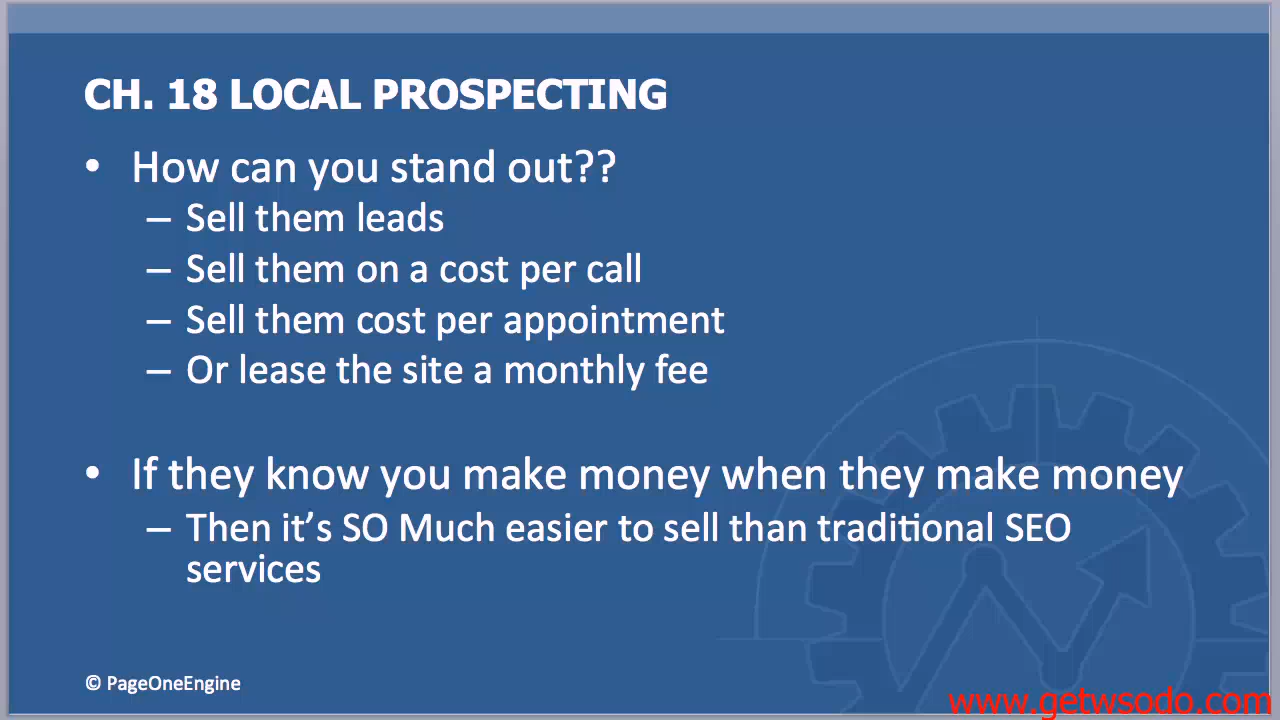 CH. 18 LOCAL PROSPECTING
• How can you stand out??
– Sell them leads
– Sell them on a cost per call
– Sell them cost per appointment
– Or lease the site a monthly fee
• If they know you make money when they make money
– Then it's SO Much easier to sell than traditional SEO
services
© PageOneEngine
www.getwsodo.com